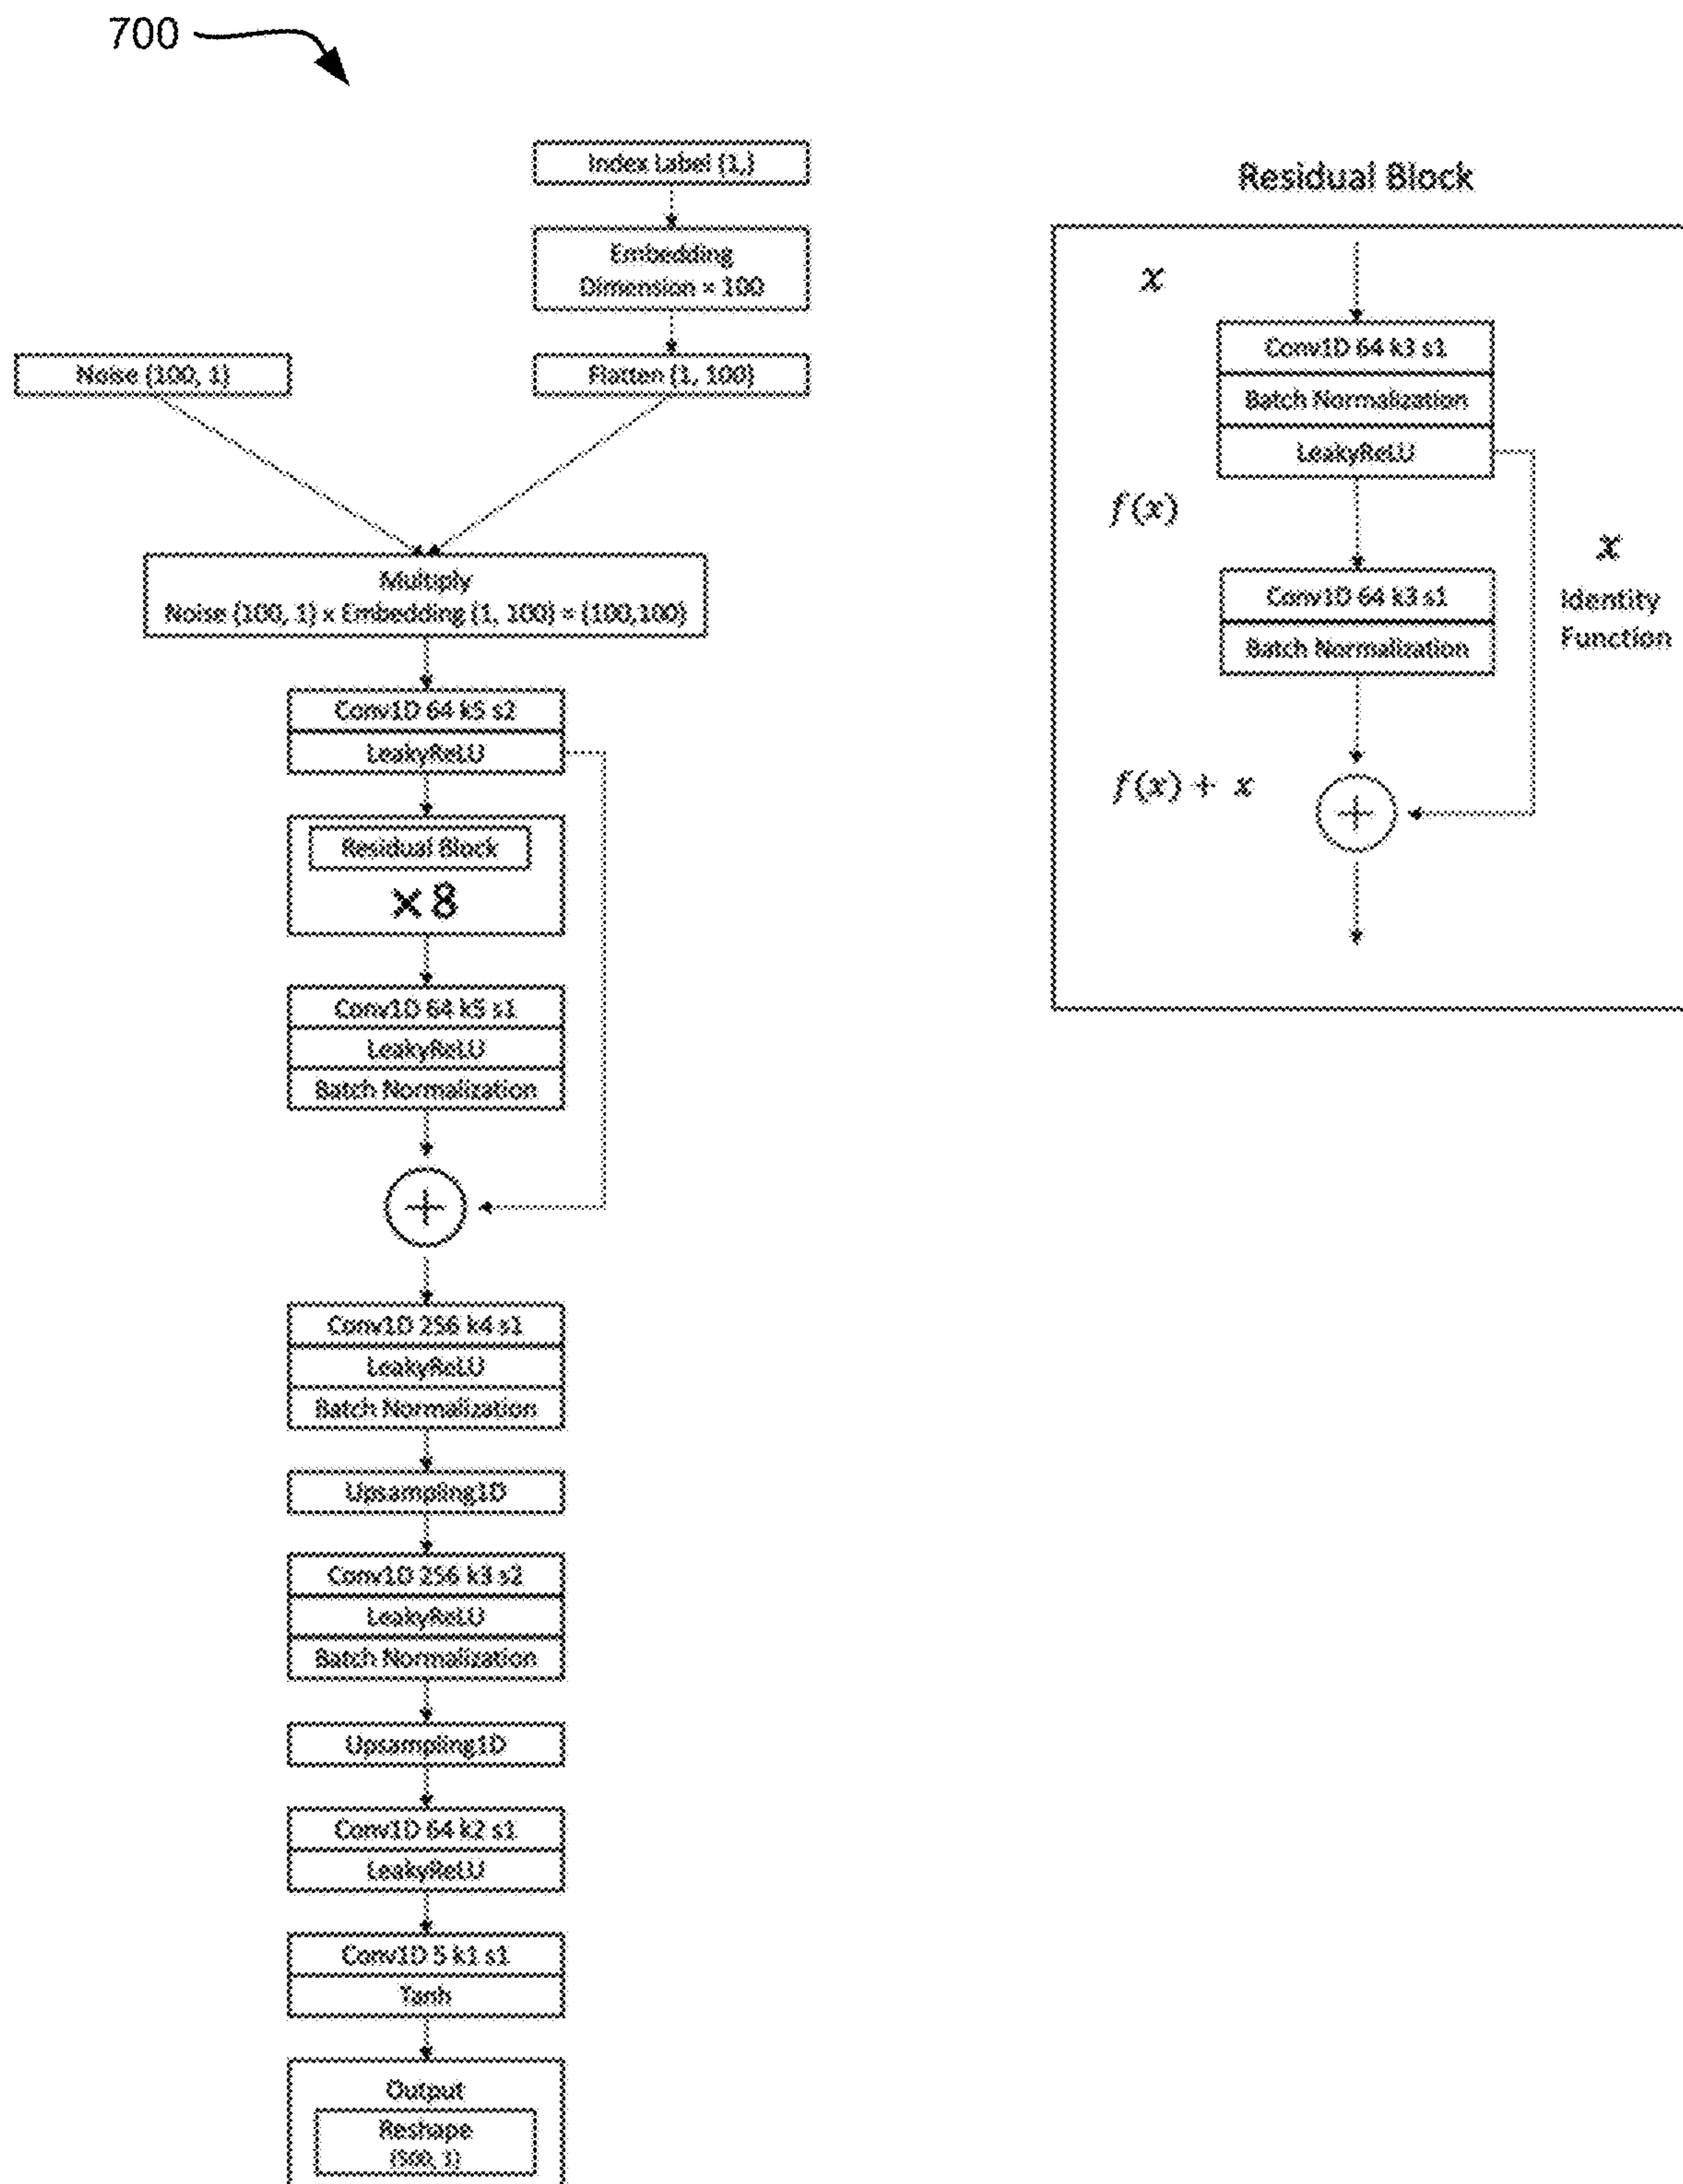 700
Index Label (1,)
Embedding
Dimension = 100
Noise (100, 1)
Flatten (1, 100)
Multiply
Noise (100, 1) x Embedding (1, 100) = (100,100)
Conv1D 64 k5 s2
LeakyReLU
Residual Block
×8
Conv1D 64 k5 s1
LeakyReLU
Batch Normalization
+
Conv1D 256 k4 s1
LeakyReLU
Batch Normalization
Upsampling1D
Conv1D 256 k3 s2
LeakyReLU
Batch Normalization
Upsampling1D
Conv1D 64 k2 s1
LeakyReLU
Conv1D 5 k1 s1
Tanh
Output
Reshape
(500, 1)
Residual Block
x
Conv1D 64 k3 s1
Batch Normalization
LeakyReLU
f(x)
x
Identity
Function
Conv1D 64 k3 s1
Batch Normalization
f(x) + x
+